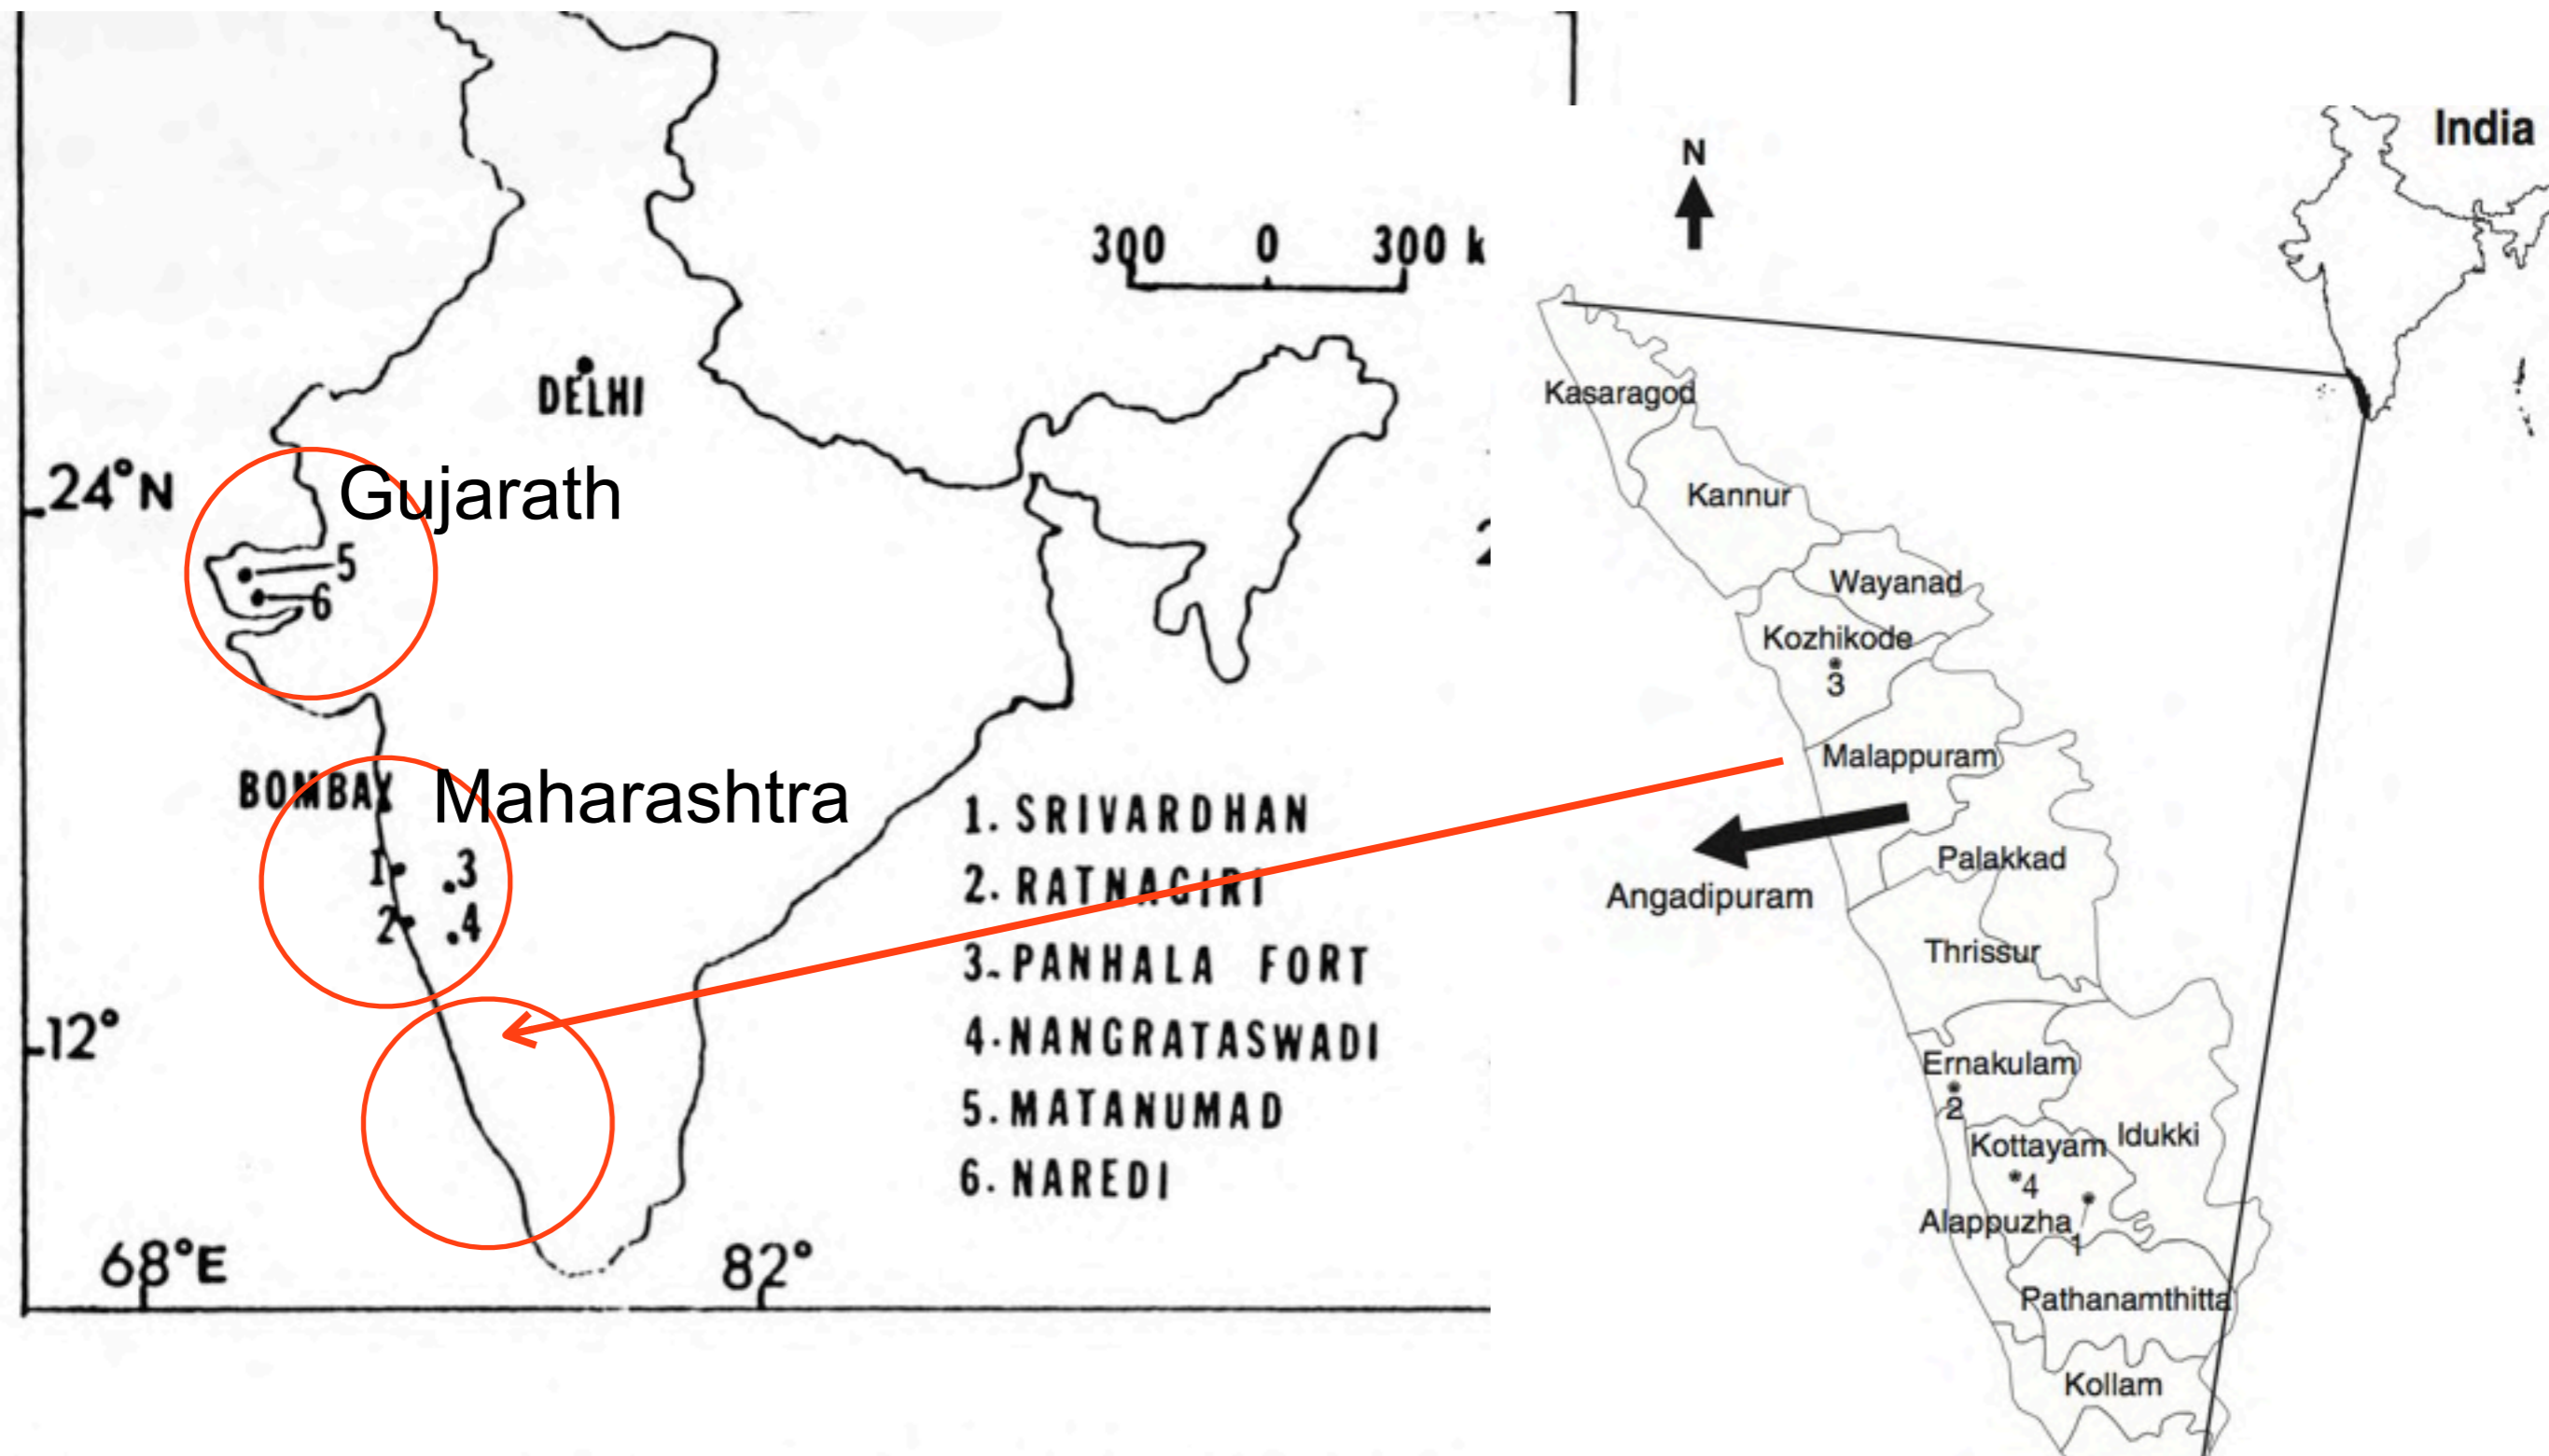 India
N
300 0 300 k
DELHI
Kasaragod
24°N
Gujarath
Kannur
5
6
Wayanad
Kozhikode
3
BOMBAY
Maharashtra
Malappuram
1
3
2
4
1. SRIVARDHAN
2. RATNAGIRI
3. PANHALA FORT
4. NANGRATASWADI
5. MATANUMAD
6. NAREDI
Palakkad
Angadipuram
Thrissur
12°
Ernakulam
2
Kottayam
Idukki
4
Alappuzha
1
68°E
82°
Pathanamthitta
Kollam